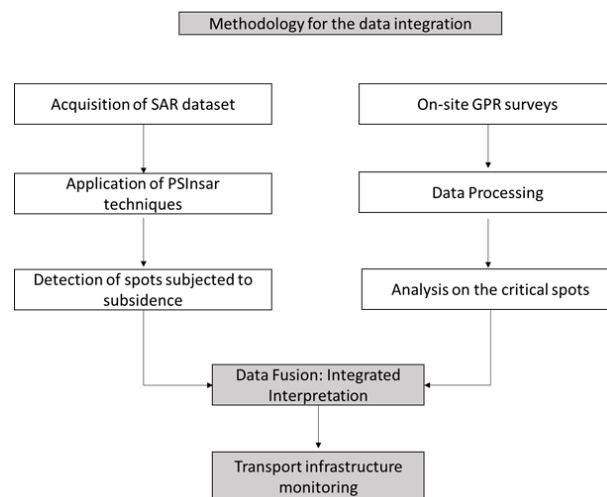 Methodology for the data integration
Acquisition of SAR dataset
On-site GPR surveys
Application of PSInsar
techniques
Data Processing
Detection of spots subjected to
subsidence
Analysis on the critical spots
Data Fusion: Integrated
Interpretation
Transport infrastructure
monitoring